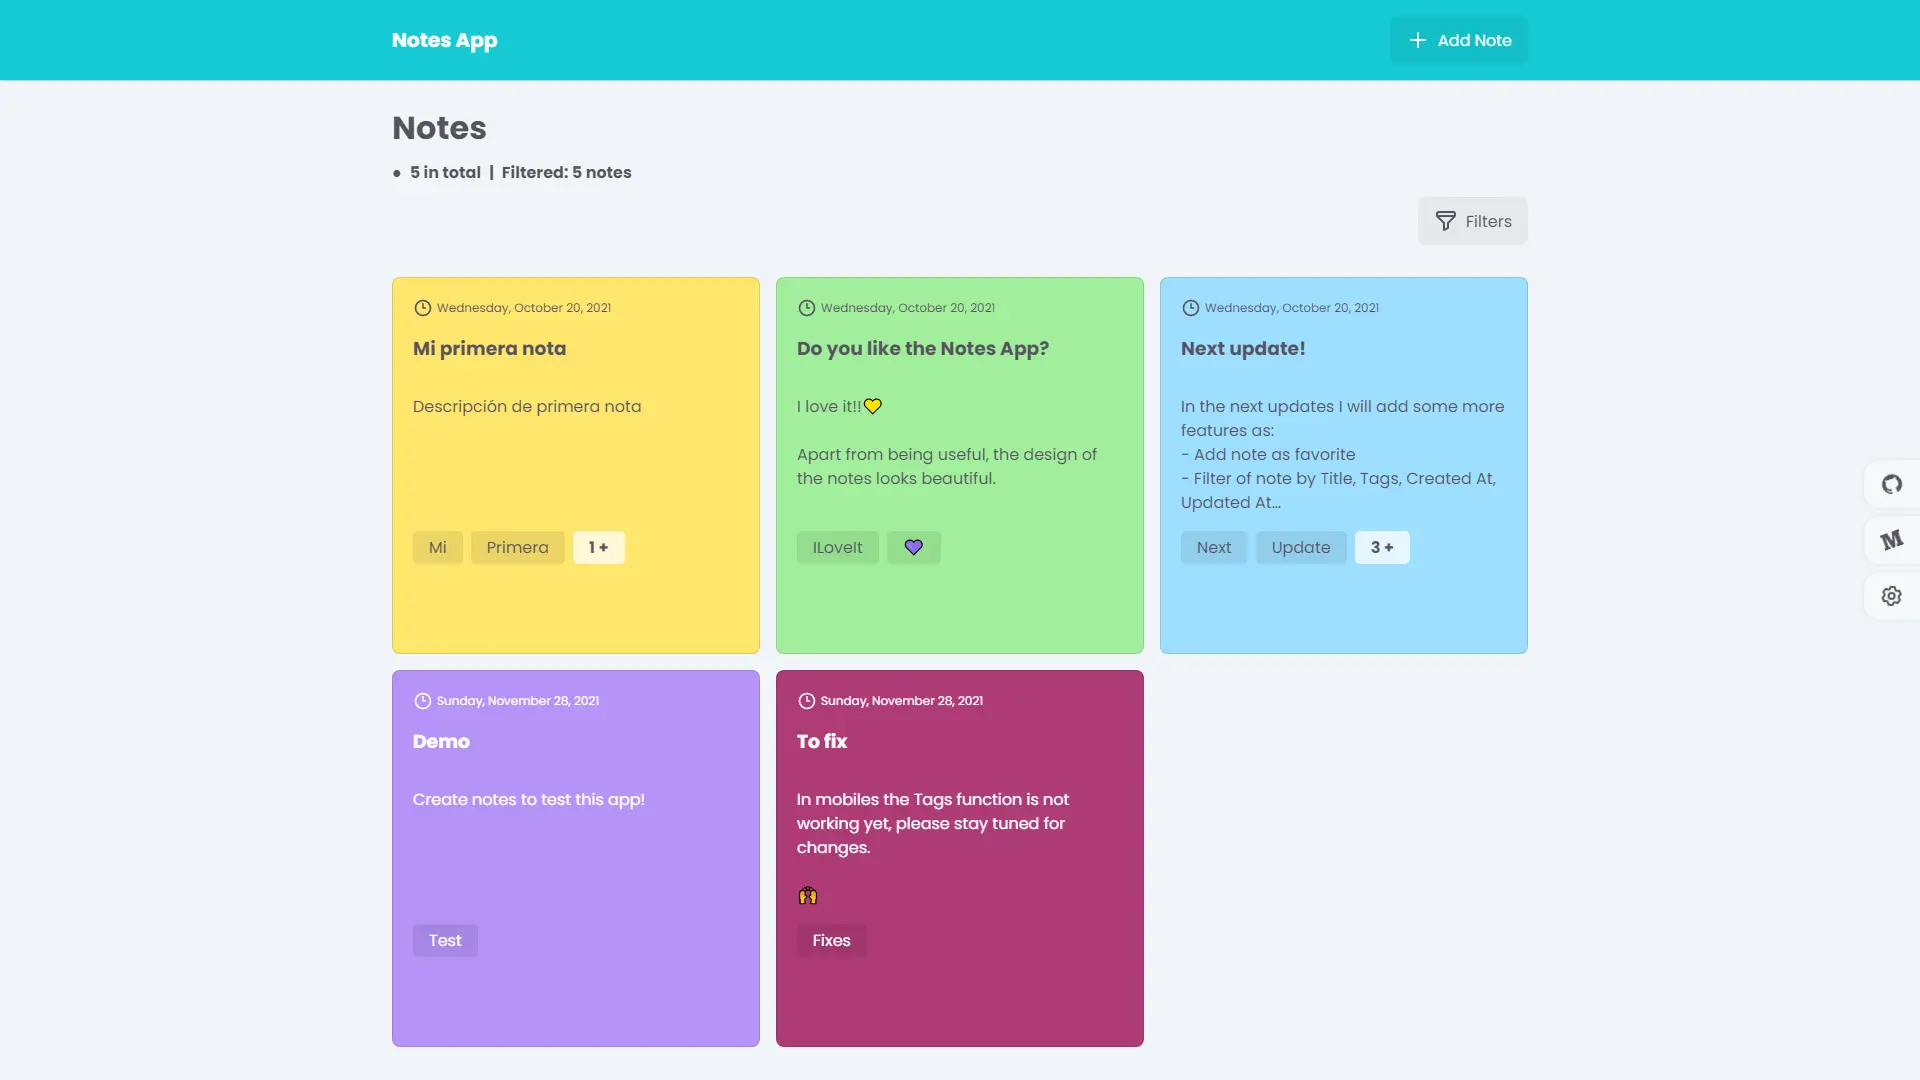 Notes App
Add Note
Notes
● 5 in total | Filtered: 5 notes
Filters
Wednesday, October 20, 2021
Mi primera nota
Descripción de primera nota
Mi Primera 1 +
Wednesday, October 20, 2021
Do you like the Notes App?
I love it!!💛
Apart from being useful, the design of
the notes looks beautiful.
ILoveIt 💜
Wednesday, October 20, 2021
Next update!
In the next updates I will add some more
features as:
- Add note as favorite
- Filter of note by Title, Tags, Created At,
Updated At...
Next Update 3 +
Sunday, November 28, 2021
Demo
Create notes to test this app!
Test
Sunday, November 28, 2021
To fix
In mobiles the Tags function is not
working yet, please stay tuned for
changes.
🙌
Fixes
M